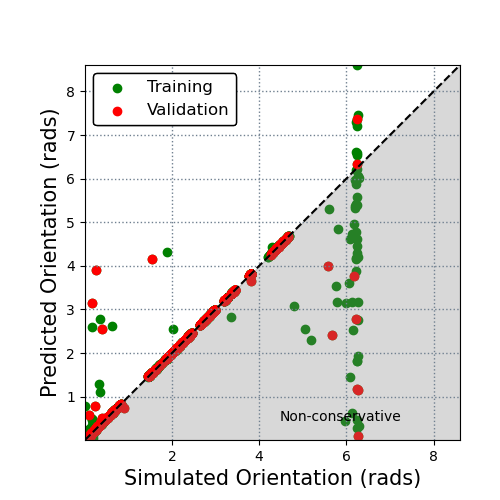 Training
Validation
Predicted Orientation (rads)
8
7
6
5
4
3
2
1
Non-conservative
2
4
6
8
Simulated Orientation (rads)